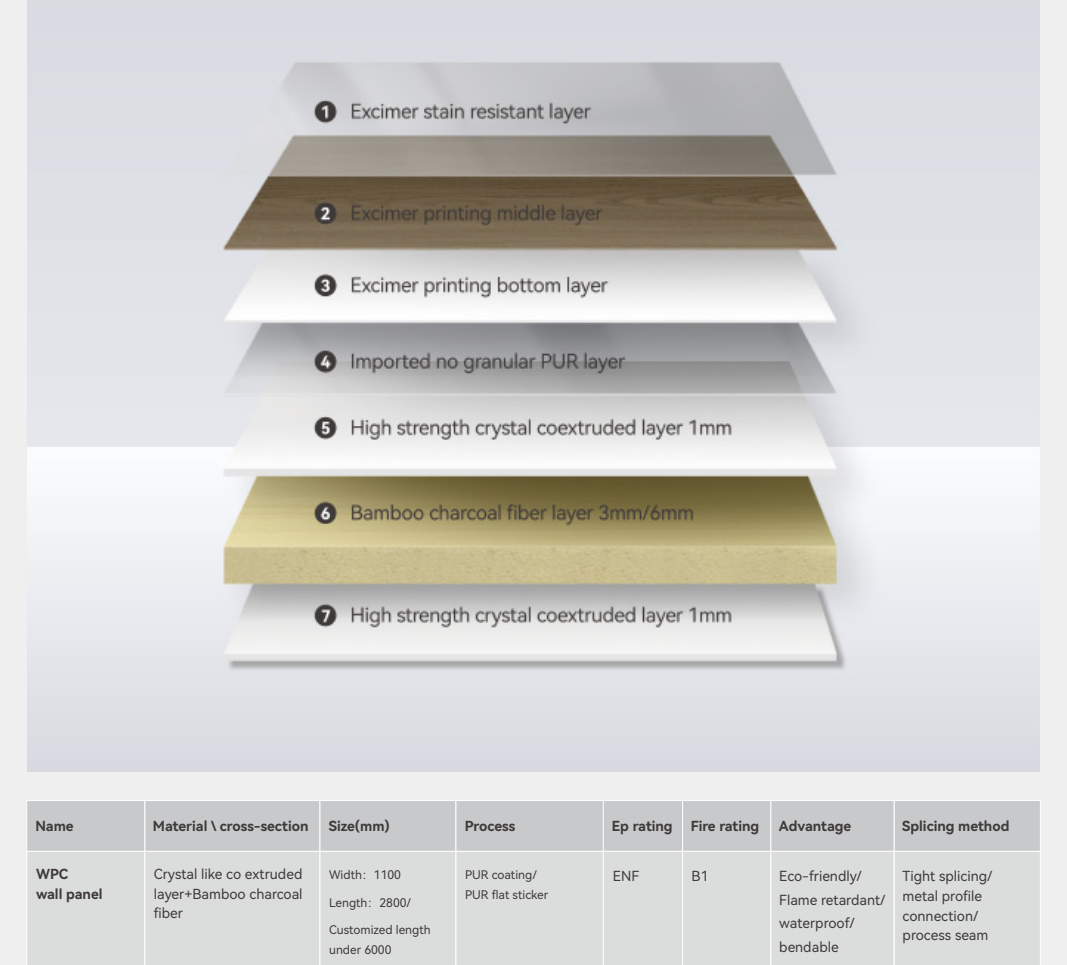 1 Excimer stain resistant layer
2 Excimer printing middle layer
3 Excimer printing bottom layer
4 Imported no granular PUR layer
5 High strength crystal coextruded layer 1mm
6 Bamboo charcoal fiber layer 3mm/6mm
7 High strength crystal coextruded layer 1mm
Name
Material \ cross-section
Size(mm)
Process
Ep rating
Fire rating
Advantage
Splicing method
WPC
wall panel
Crystal like co extruded
layer+Bamboo charcoal
fiber
Width: 1100
Length: 2800/
Customized length
under 6000
PUR coating/
PUR flat sticker
ENF
B1
Eco-friendly/
Flame retardant/
waterproof/
bendable
Tight splicing/
metal profile
connection/
process seam